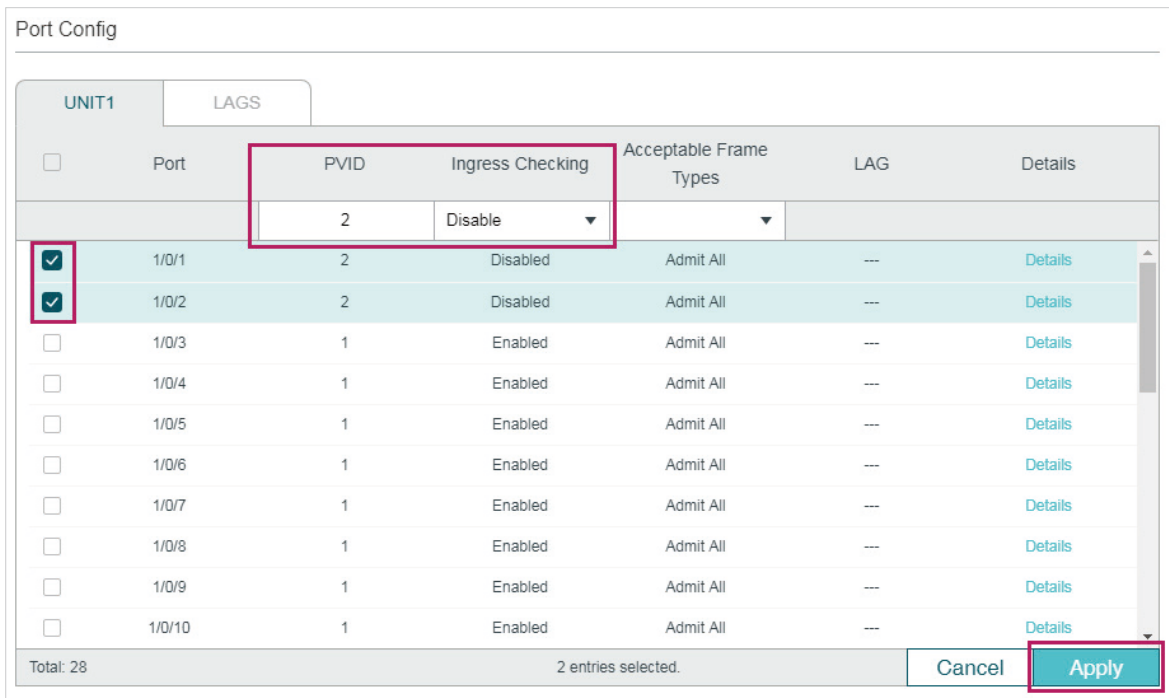 Port Config
UNIT1 LAGS
Port PVID Ingress Checking Acceptable Frame Types LAG Details
2 Disable
1/0/1 2 Disabled Admit All --- Details
1/0/2 2 Disabled Admit All --- Details
1/0/3 1 Enabled Admit All --- Details
1/0/4 1 Enabled Admit All --- Details
1/0/5 1 Enabled Admit All --- Details
1/0/6 1 Enabled Admit All --- Details
1/0/7 1 Enabled Admit All --- Details
1/0/8 1 Enabled Admit All --- Details
1/0/9 1 Enabled Admit All --- Details
1/0/10 1 Enabled Admit All --- Details
Total: 28 2 entries selected. Cancel Apply